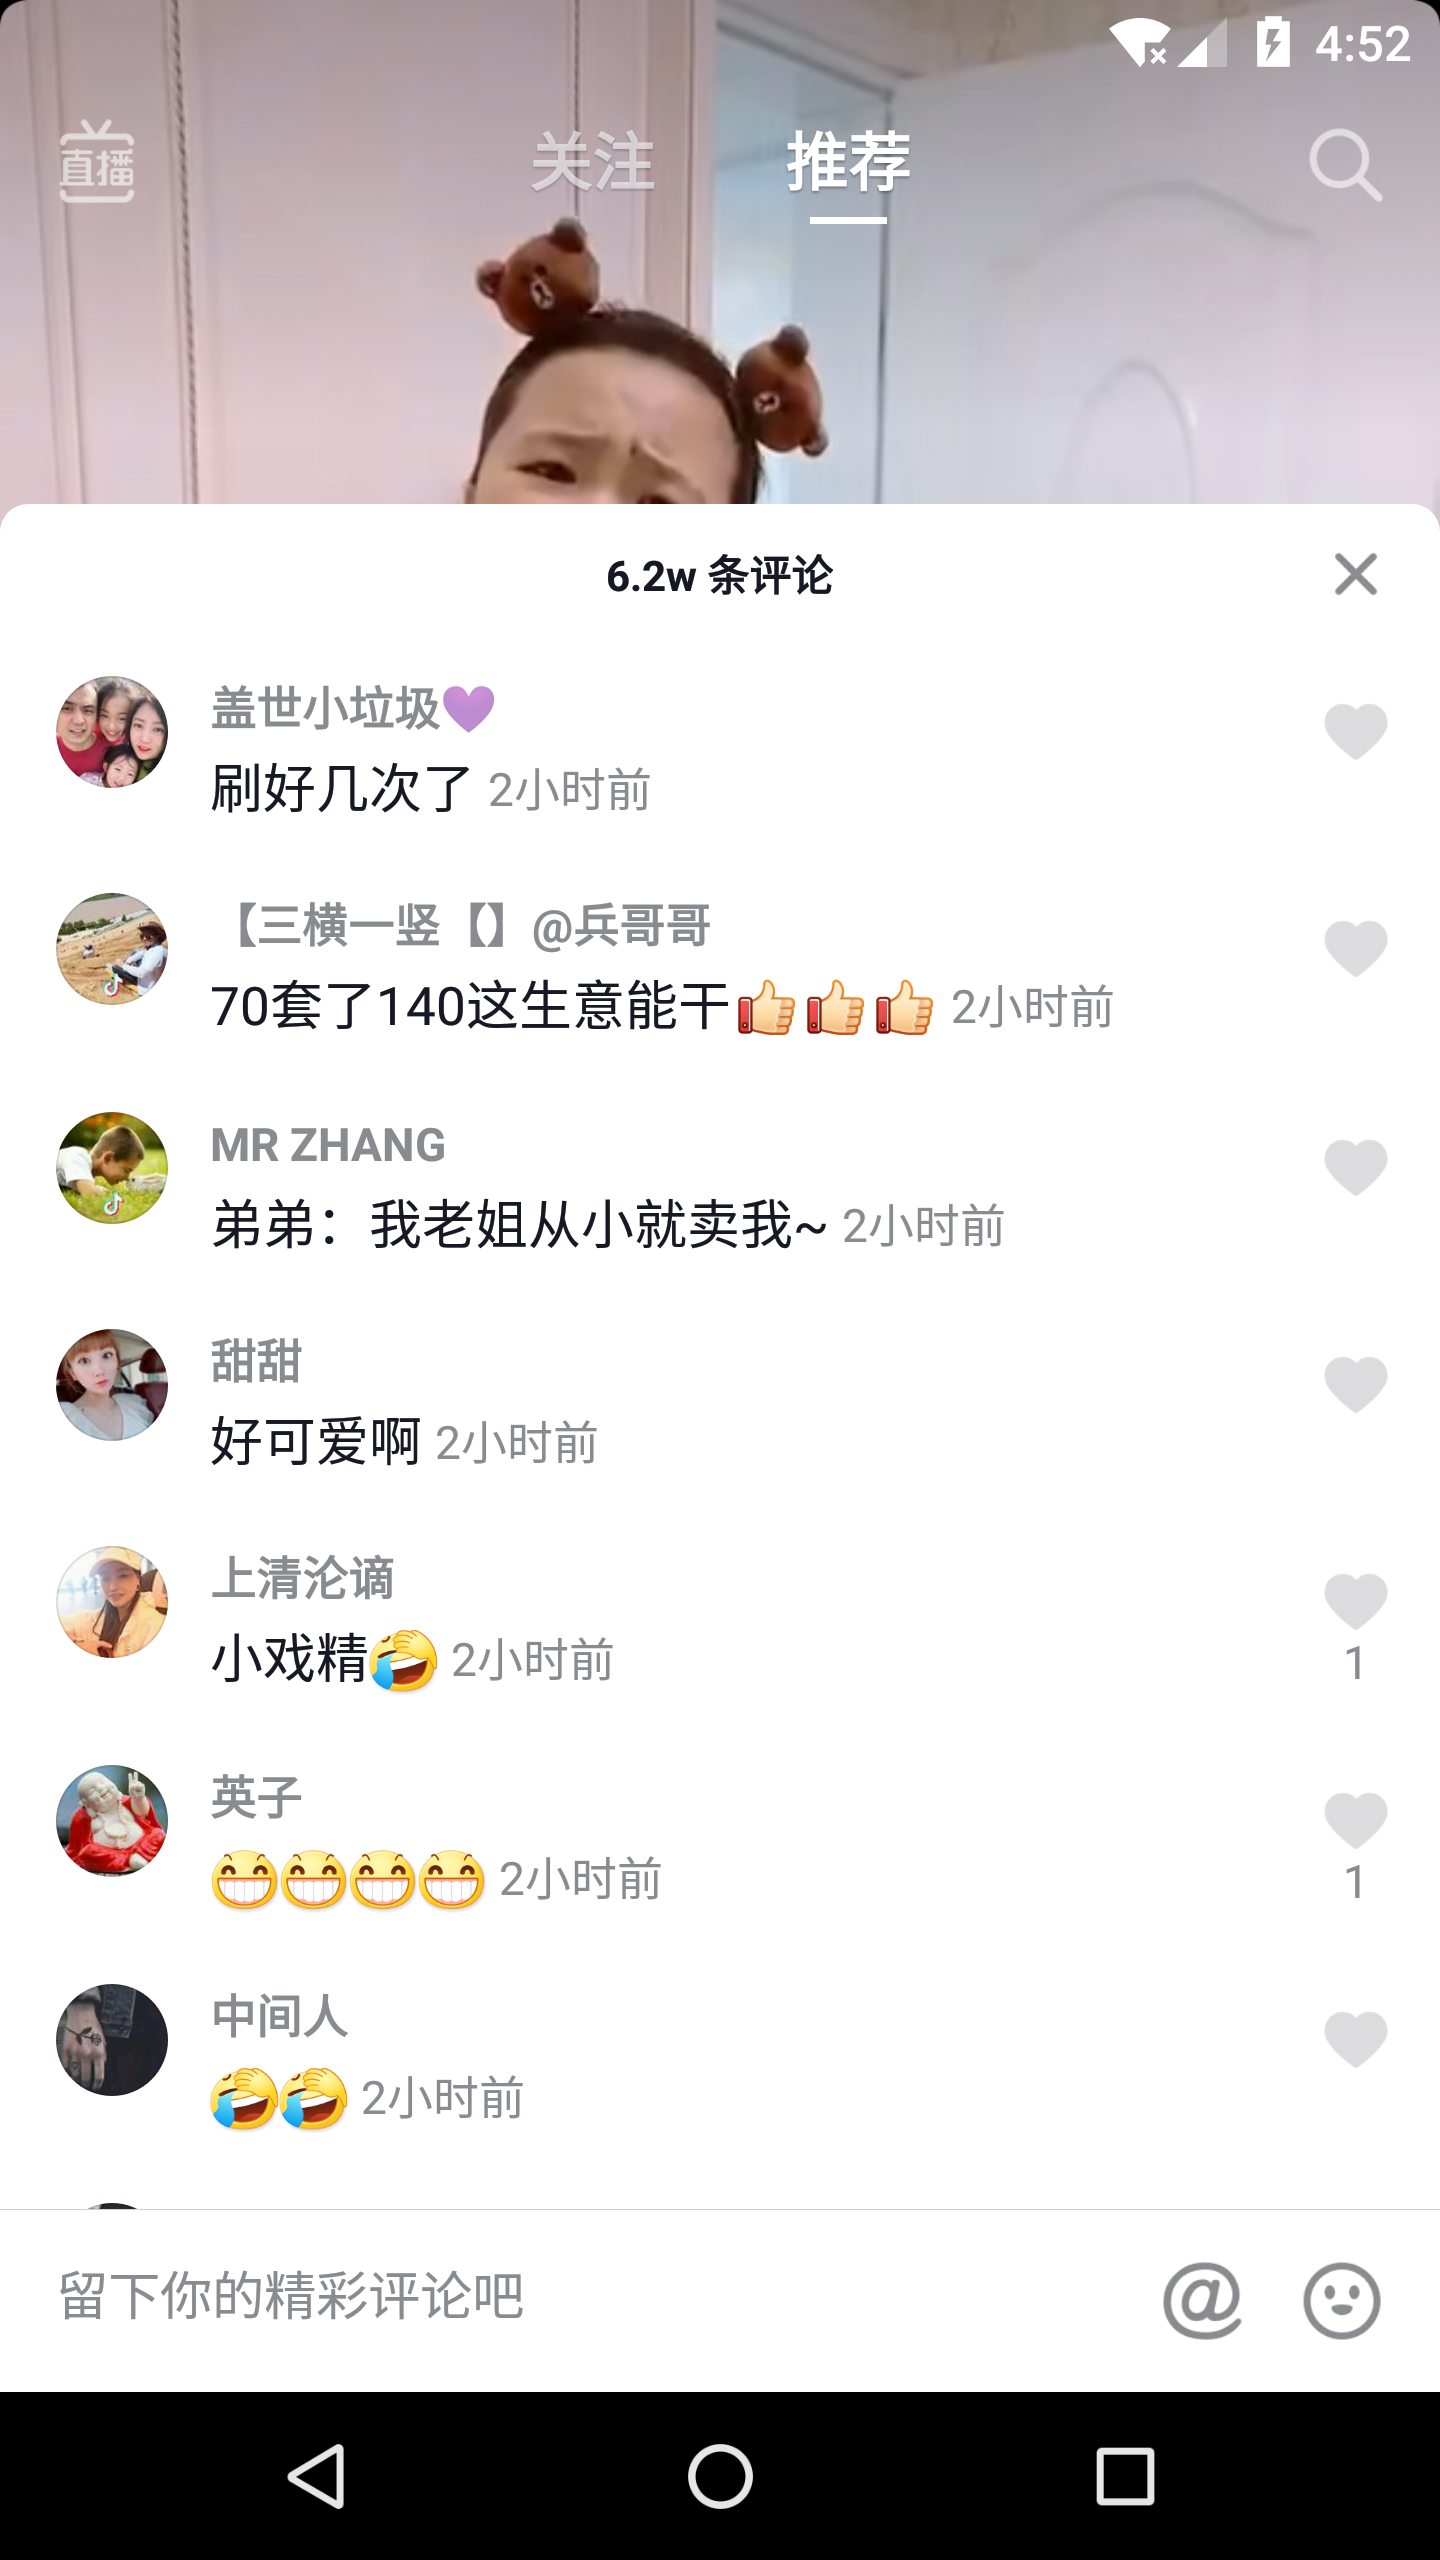 4:52
直播
关注
推荐
6.2w 条评论
盖世小垃圾💜
刷好几次了 2小时前
【三横一竖【】@兵哥哥
70套了140这生意能干👍👍👍 2小时前
MR ZHANG
弟弟：我老姐从小就卖我~ 2小时前
甜甜
好可爱啊 2小时前
上清沦谪
小戏精🤣 2小时前
1
英子
😁😁😁😁 2小时前
1
中间人
🤣🤣 2小时前
留下你的精彩评论吧
@